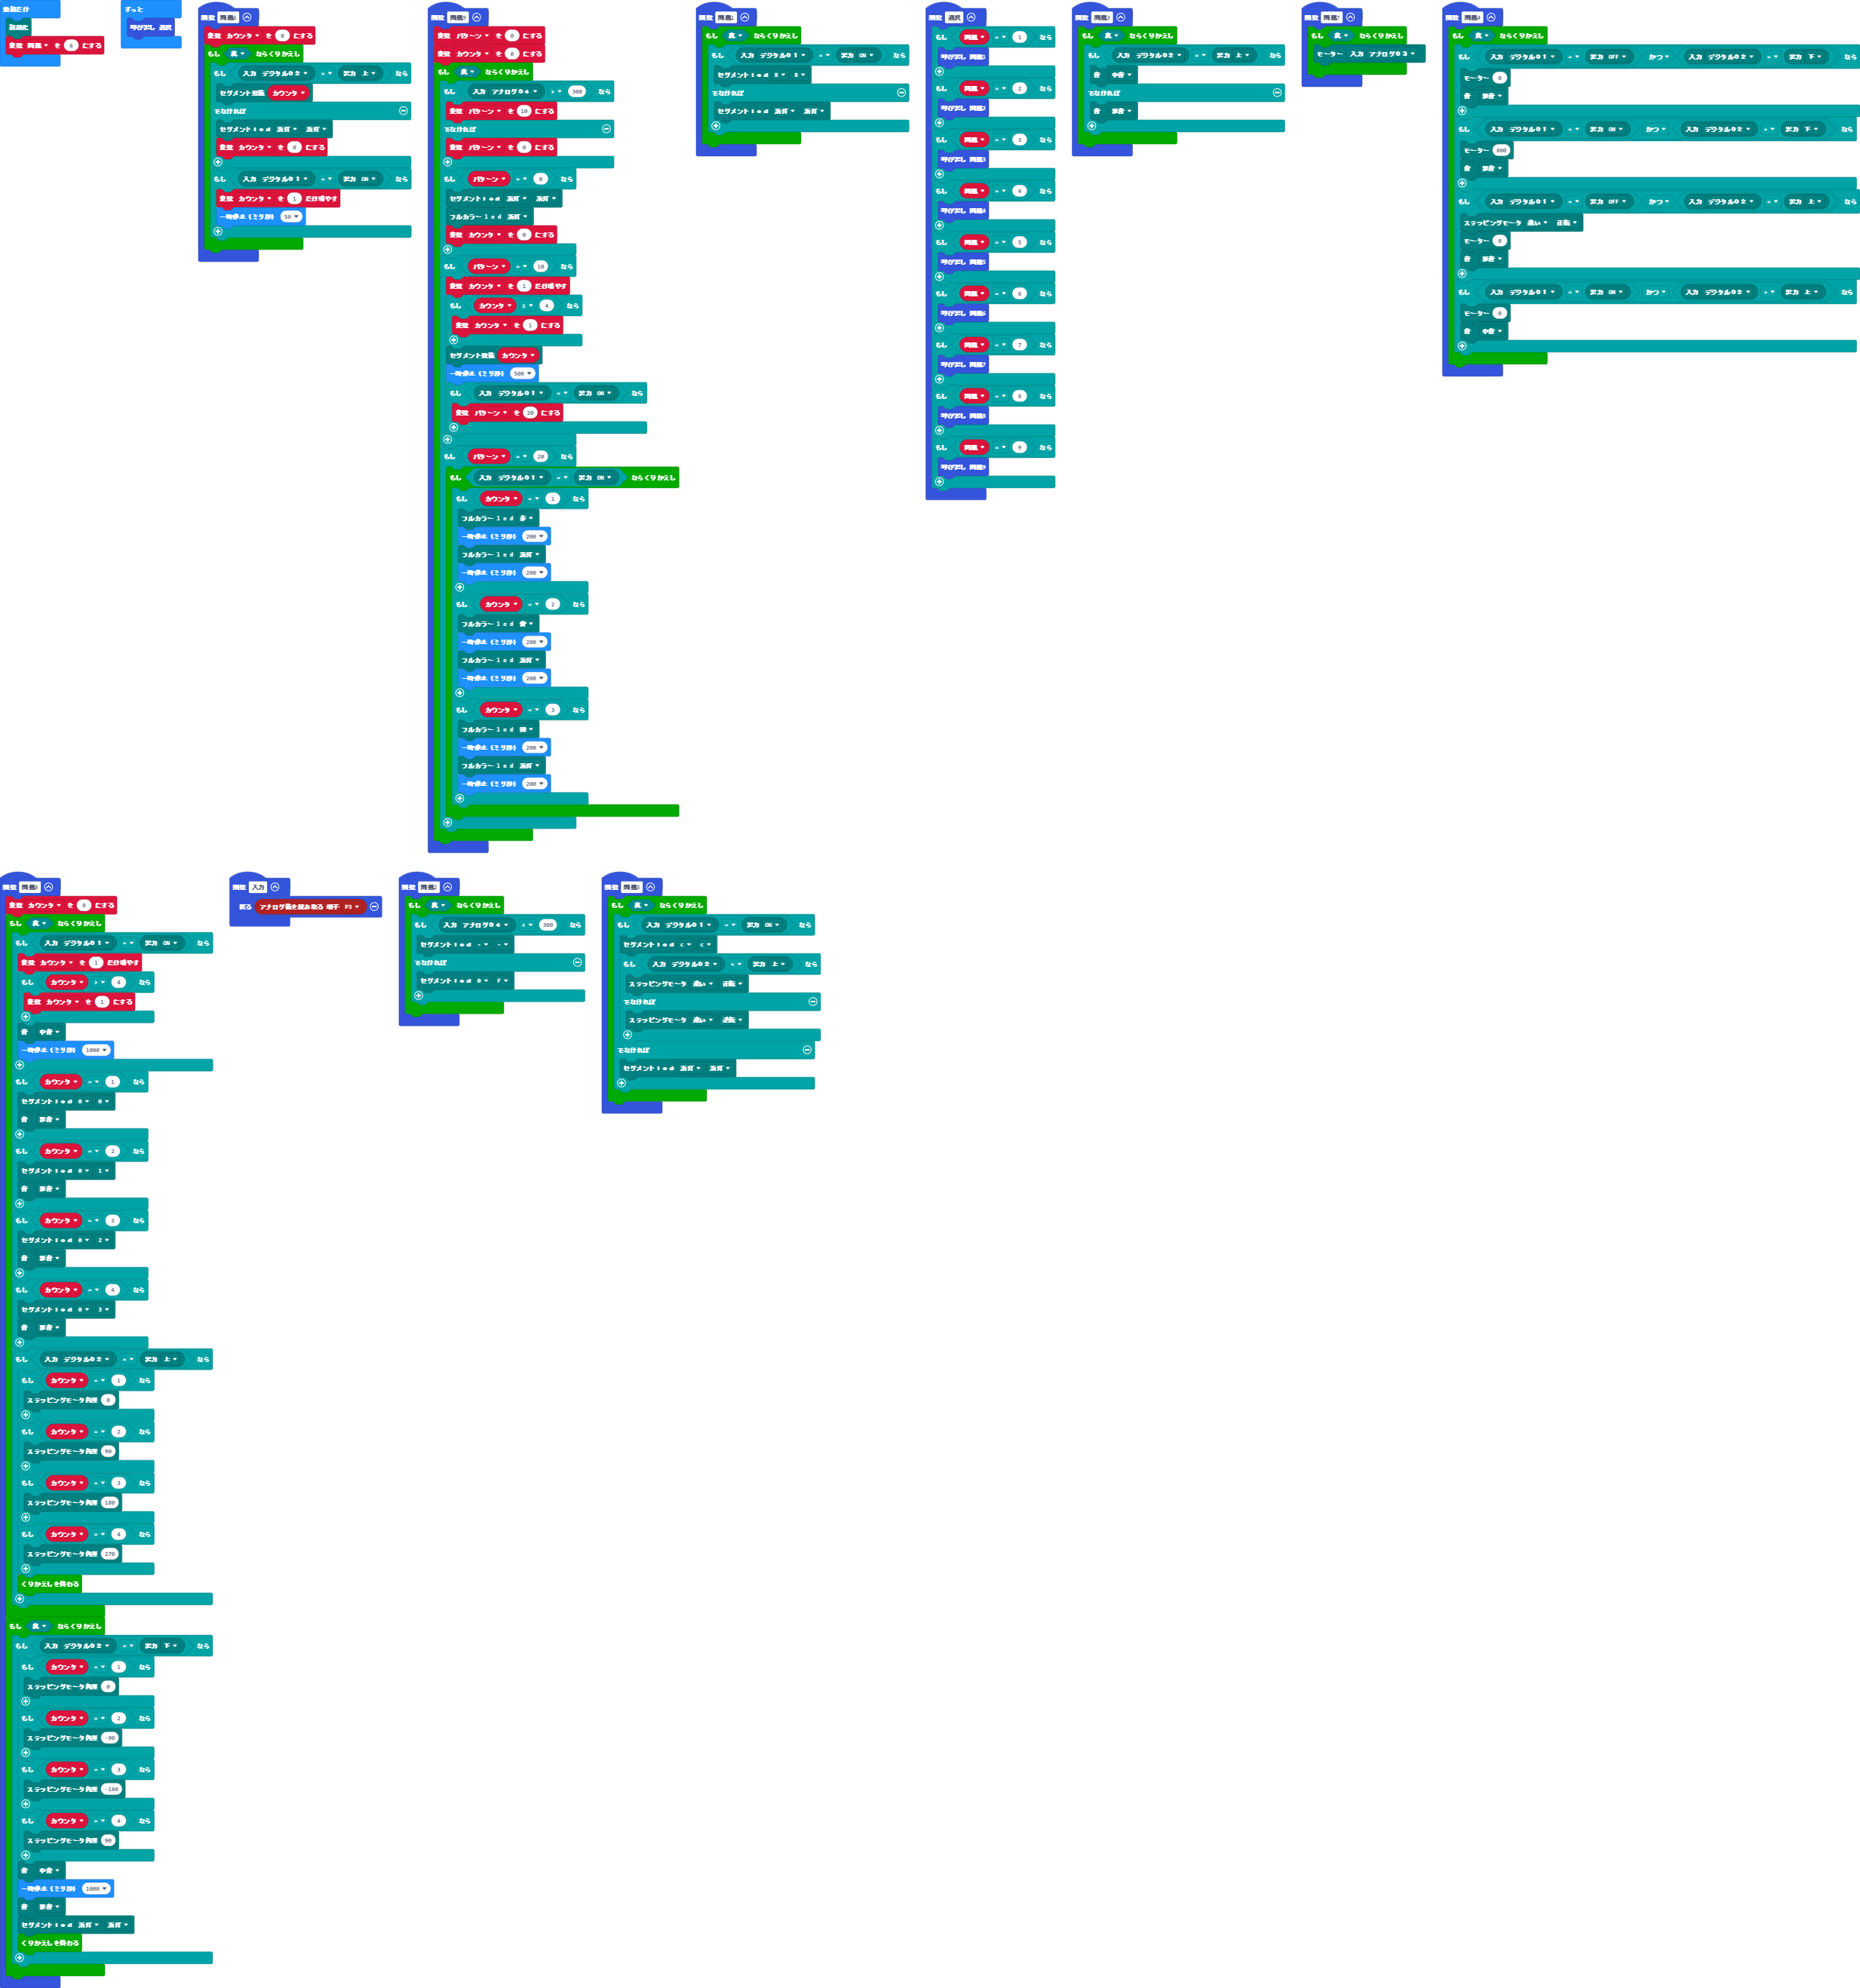 最初だけ
初期化
変数 問題 を 6 にする
ずっと
呼び出し 選択
関数 問題6
変数 カウンタ を 0 にする
もし 真 ならくりかえし
もし 入力 デジタル02 = 定力 上 なら
セグメント数値 カウンタ
でなければ
セグメントled 消灯 消灯
変数 カウンタ を 0 にする
もし 入力 デジタル01 = 定力 ON なら
変数 カウンタ を 1 だけ増やす
一時停止(ミリ秒) 50
関数 問題9
変数 パターン を 0 にする
変数 カウンタ を 0 にする
もし 真 ならくりかえし
もし 入力 アナログ04 > 300 なら
変数 パターン を 10 にする
でなければ
変数 パターン を 0 にする
もし パターン = 0 なら
セグメントled 消灯 消灯
フルカラーled 消灯
変数 カウンタ を 0 にする
もし パターン = 10 なら
変数 カウンタ を 1 だけ増やす
もし カウンタ ≥ 4 なら
変数 カウンタ を 1 にする
セグメント数値 カウンタ
一時停止(ミリ秒) 500
もし 入力 デジタル01 = 定力 ON なら
変数 パターン を 20 にする
もし パターン = 20 なら
もし 入力 デジタル01 = 定力 ON ならくりかえし
もし カウンタ = 1 なら
フルカラーled 赤
一時停止(ミリ秒) 200
フルカラーled 消灯
一時停止(ミリ秒) 200
もし カウンタ = 2 なら
フルカラーled 青
一時停止(ミリ秒) 200
フルカラーled 消灯
一時停止(ミリ秒) 200
もし カウンタ = 3 なら
フルカラーled 緑
一時停止(ミリ秒) 200
フルカラーled 消灯
一時停止(ミリ秒) 200
関数 問題1
もし 真 ならくりかえし
もし 入力 デジタル01 = 定力 ON なら
セグメントled 8 8
でなければ
セグメントled 消灯 消灯
関数 選択
もし 問題 = 1 なら
呼び出し 問題1
もし 問題 = 2 なら
呼び出し 問題2
もし 問題 = 3 なら
呼び出し 問題3
もし 問題 = 4 なら
呼び出し 問題4
もし 問題 = 5 なら
呼び出し 問題5
もし 問題 = 6 なら
呼び出し 問題6
もし 問題 = 7 なら
呼び出し 問題7
もし 問題 = 8 なら
呼び出し 問題8
もし 問題 = 9 なら
呼び出し 問題9
関数 問題3
もし 真 ならくりかえし
もし 入力 デジタル02 = 定力 上 なら
音 中音
でなければ
音 消音
関数 問題7
もし 真 ならくりかえし
モーター 入力 アナログ03
関数 問題4
もし 真 ならくりかえし
もし 入力 デジタル01 = 定力 OFF かつ 入力 デジタル02 = 定力 下 なら
モーター 0
音 消音
もし 入力 デジタル01 = 定力 ON かつ 入力 デジタル02 = 定力 下 なら
モーター 800
音 消音
もし 入力 デジタル01 = 定力 OFF かつ 入力 デジタル02 = 定力 上 なら
ステッピングモータ 速い 正転
モーター 0
音 消音
もし 入力 デジタル01 = 定力 ON かつ 入力 デジタル02 = 定力 上 なら
モーター 0
音 中音
関数 問題8
変数 カウンタ を 0 にする
もし 真 ならくりかえし
もし 入力 デジタル01 = 定力 ON なら
変数 カウンタ を 1 だけ増やす
もし カウンタ > 4 なら
変数 カウンタ を 1 にする
音 中音
一時停止(ミリ秒) 1000
もし カウンタ = 1 なら
セグメントled 0 0
音 消音
もし カウンタ = 2 なら
セグメントled 0 1
音 消音
もし カウンタ = 3 なら
セグメントled 0 2
音 消音
もし カウンタ = 4 なら
セグメントled 0 3
音 消音
もし 入力 デジタル02 = 定力 上 なら
もし カウンタ = 1 なら
ステッピングモータ角度 0
もし カウンタ = 2 なら
ステッピングモータ角度 90
もし カウンタ = 3 なら
ステッピングモータ角度 180
もし カウンタ = 4 なら
ステッピングモータ角度 270
くりかえしを終わる
もし 真 ならくりかえし
もし 入力 デジタル02 = 定力 下 なら
もし カウンタ = 1 なら
ステッピングモータ角度 0
もし カウンタ = 2 なら
ステッピングモータ角度 -90
もし カウンタ = 3 なら
ステッピングモータ角度 -180
もし カウンタ = 4 なら
ステッピングモータ角度 90
音 中音
一時停止(ミリ秒) 1000
音 消音
セグメントled 消灯 消灯
くりかえしを終わる
関数 入力
戻る アナログ値を読み取る 端子 P3
関数 問題2
もし 真 ならくりかえし
もし 入力 アナログ04 < 300 なら
セグメントled - -
でなければ
セグメントled 0 F
関数 問題5
もし 真 ならくりかえし
もし 入力 デジタル01 = 定力 ON なら
セグメントled c c
もし 入力 デジタル02 = 定力 上 なら
ステッピングモータ 速い 正転
でなければ
ステッピングモータ 速い 逆転
でなければ
セグメントled 消灯 消灯